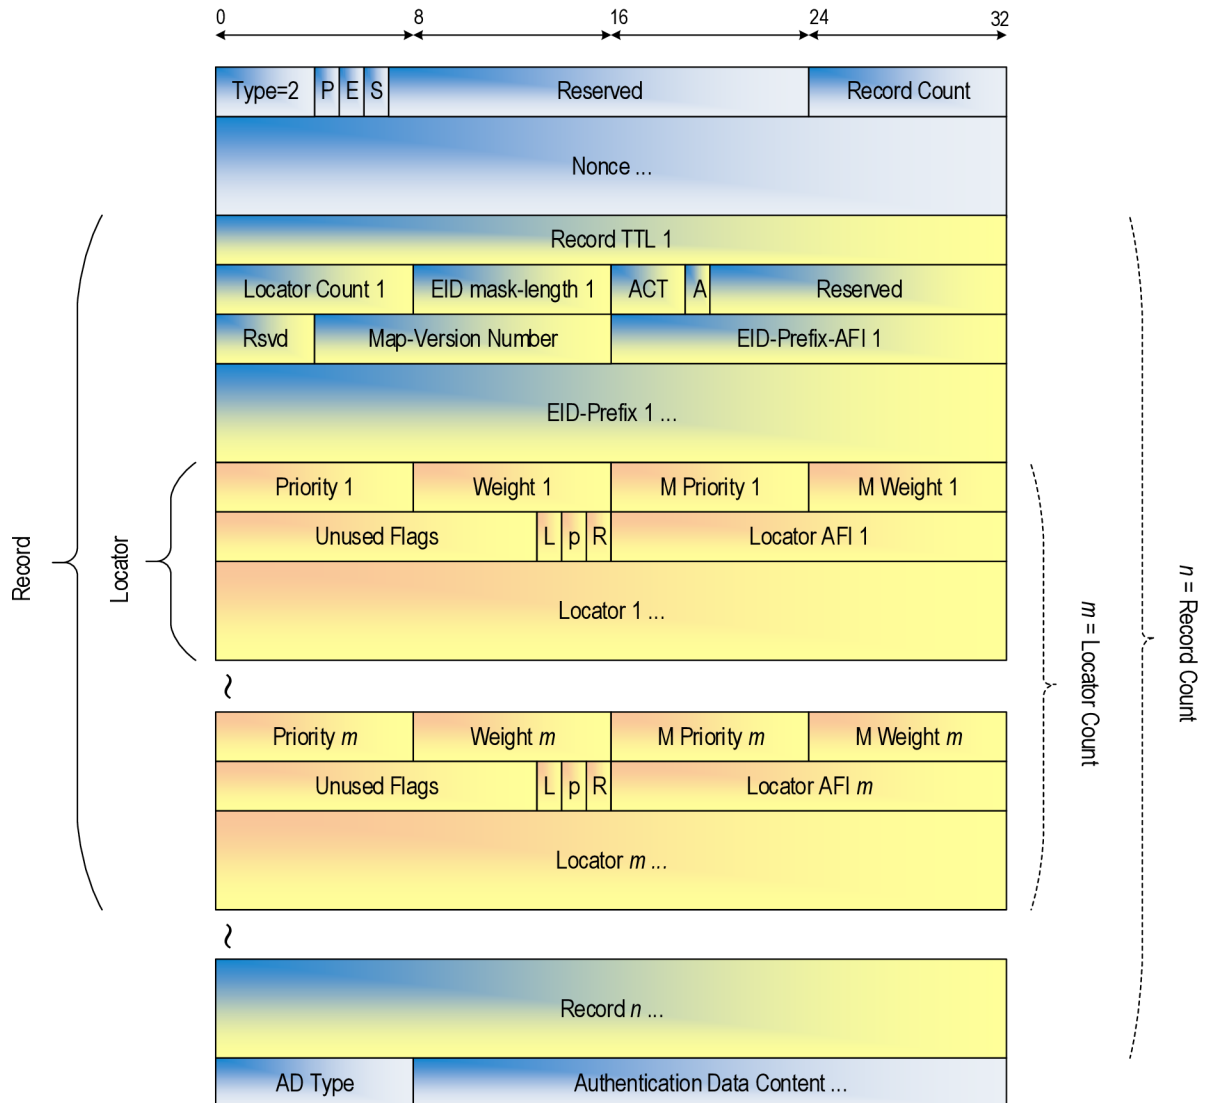 0 8 16 24 32
Type=2 P E S Reserved Record Count
Nonce ...
Record TTL 1
Locator Count 1 EID mask-length 1 ACT A Reserved
Rsvd Map-Version Number EID-Prefix-AFI 1
EID-Prefix 1 ...
Priority 1 Weight 1 M Priority 1 M Weight 1
Unused Flags L p R Locator AFI 1
Locator 1 ...
~
Priority m Weight m M Priority m M Weight m
Unused Flags L p R Locator AFI m
Locator m ...
~
Record n ...
AD Type Authentication Data Content ...
Record
Locator
m = Locator Count
n = Record Count